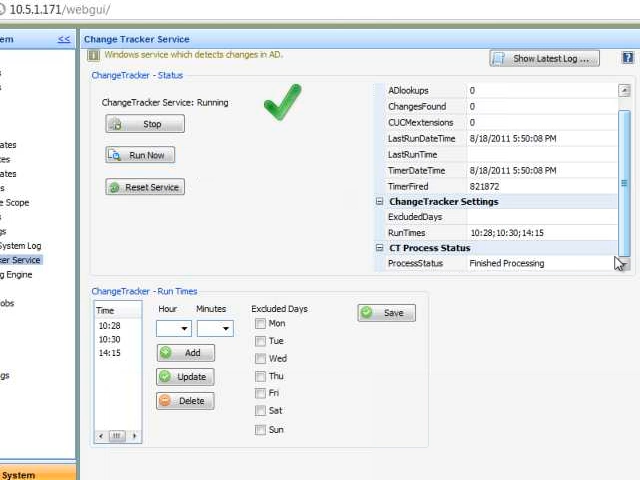 10.5.1.171/webgui/
em
<<
Change Tracker Service
Windows service which detects changes in AD.
Show Latest Log ...
?
ChangeTracker - Status
ChangeTracker Service: Running
Stop
Run Now
Reset Service
ADlookups 0
ChangesFound 0
CUCMextensions 0
LastRunDateTime 8/18/2011 5:50:08 PM
LastRunTime
TimerDateTime 8/18/2011 5:50:08 PM
TimerFired 821872
ChangeTracker Settings
ExcludedDays
RunTimes 10:28;10:30;14:15
CT Process Status
ProcessStatus Finished Processing
s
s
ates
es
ates
s
e Scope
s
gs
ystem Log
ker Service
g Engine
obs
gs
System
ChangeTracker - Run Times
Time
10:28
10:30
14:15
Hour Minutes
Add
Update
Delete
Excluded Days
Mon
Tue
Wed
Thu
Fri
Sat
Sun
Save